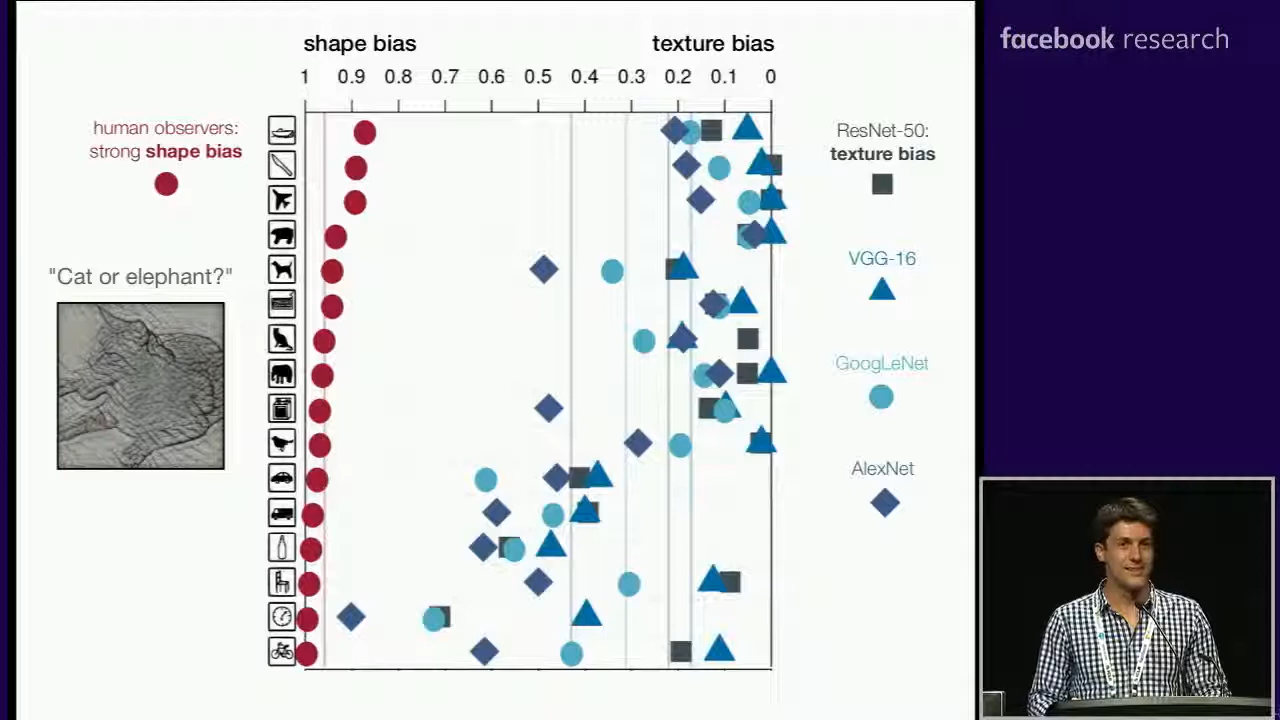 shape bias
texture bias
1 0.9 0.8 0.7 0.6 0.5 0.4 0.3 0.2 0.1 0
facebook research
human observers:
strong shape bias
"Cat or elephant?"
ResNet-50:
texture bias
VGG-16
GoogLeNet
AlexNet